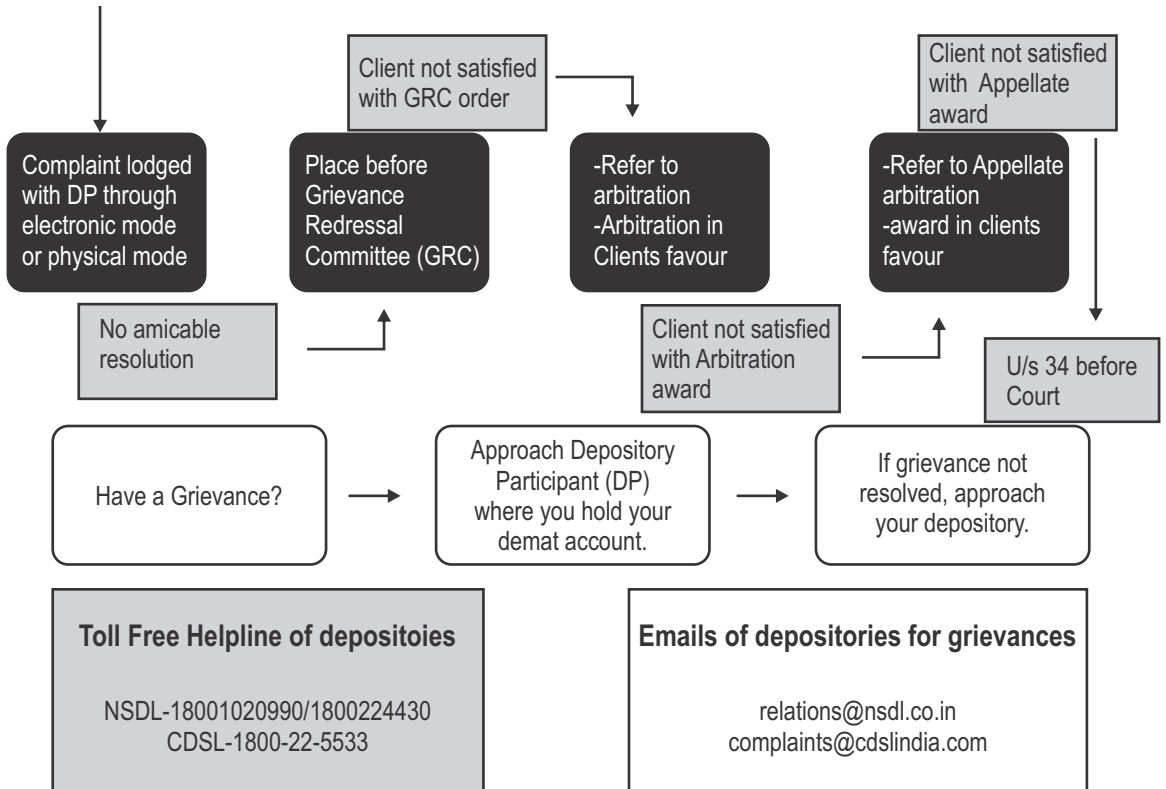 Client not satisfied
with GRC order
Client not satisfied
with Appellate
award
Complaint lodged
with DP through
electronic mode
or physical mode
Place before
Grievance
Redressal
Committee (GRC)
-Refer to
arbitration
-Arbitration in
Clients favour
-Refer to Appellate
arbitration
-award in clients
favour
No amicable
resolution
Client not satisfied
with Arbitration
award
U/s 34 before
Court
Have a Grievance?
Approach Depository
Participant (DP)
where you hold your
demat account.
If grievance not
resolved, approach
your depository.
Toll Free Helpline of depositoies
NSDL-18001020990/1800224430
CDSL-1800-22-5533
Emails of depositories for grievances
relations@nsdl.co.in
complaints@cdslindia.com